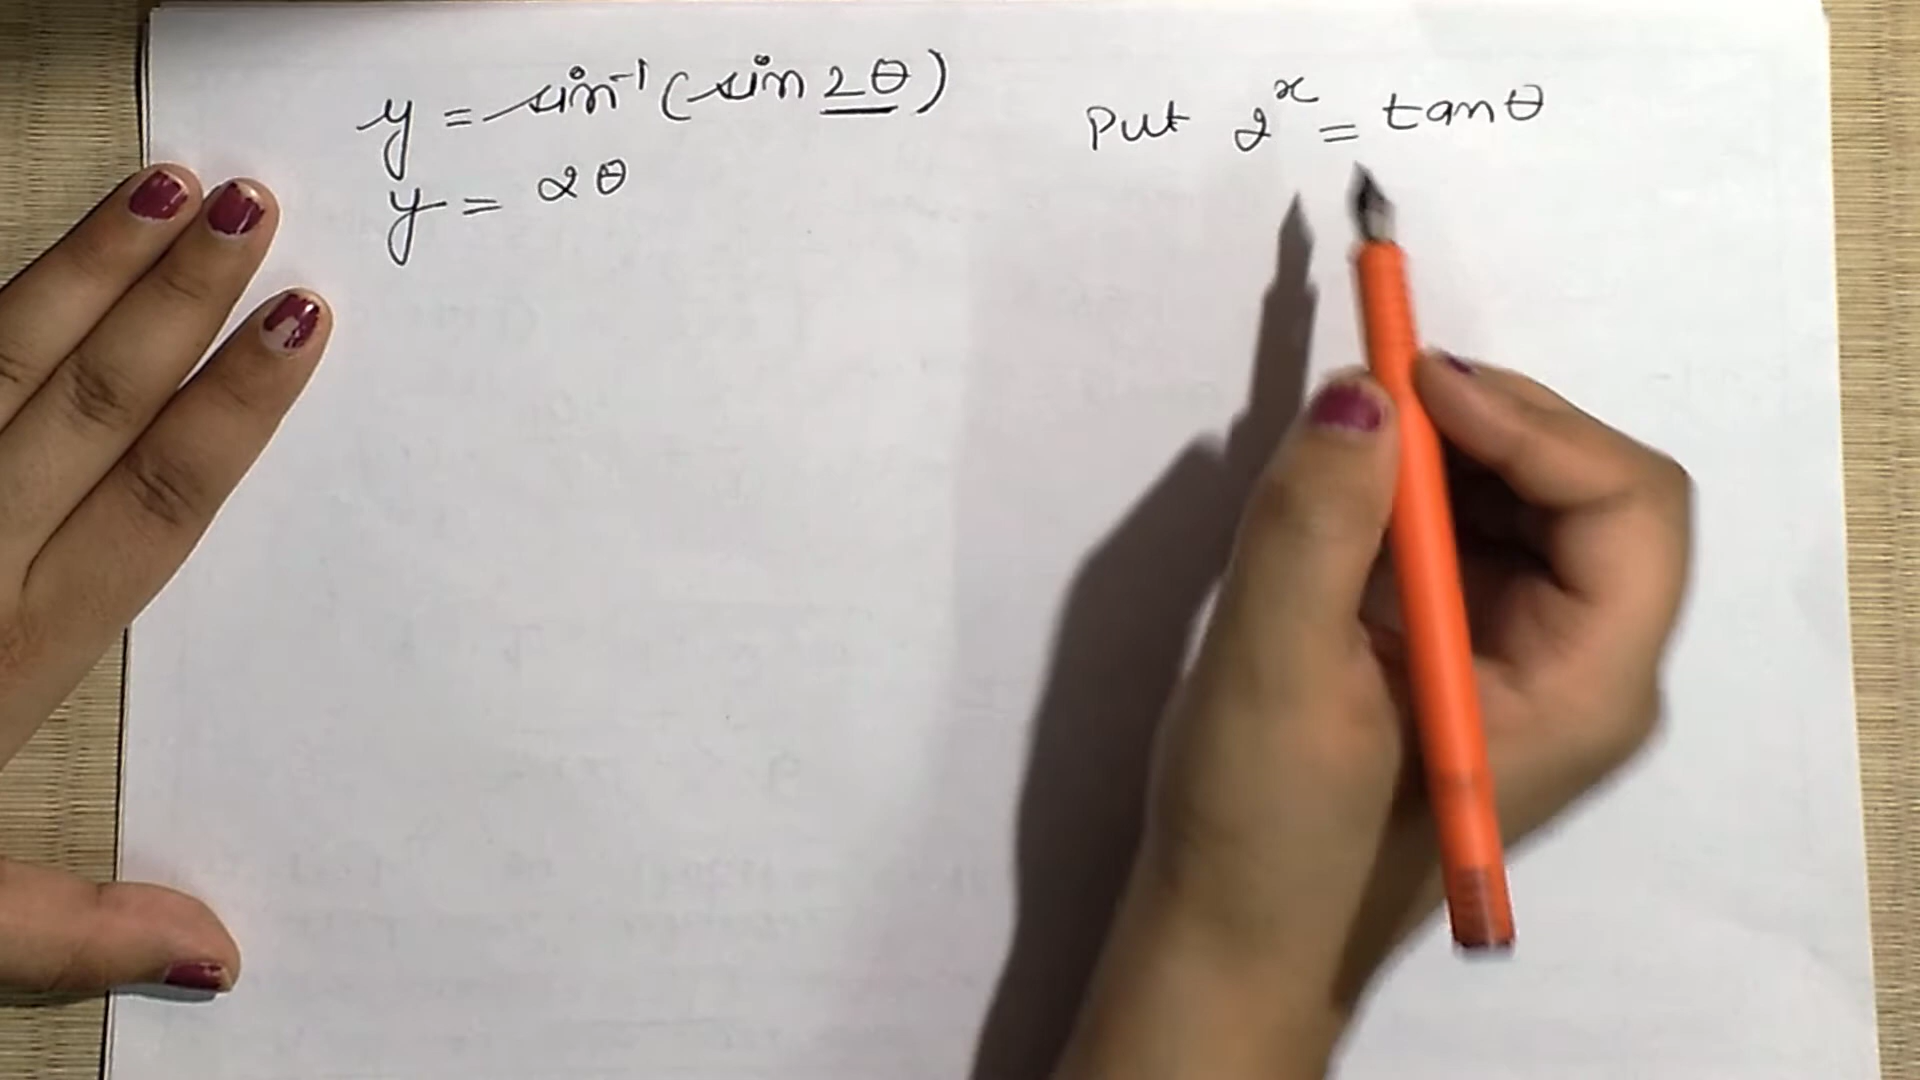 y = sin⁻¹(sin 2θ)
y = 2θ
Put 2ˣ = tanθ